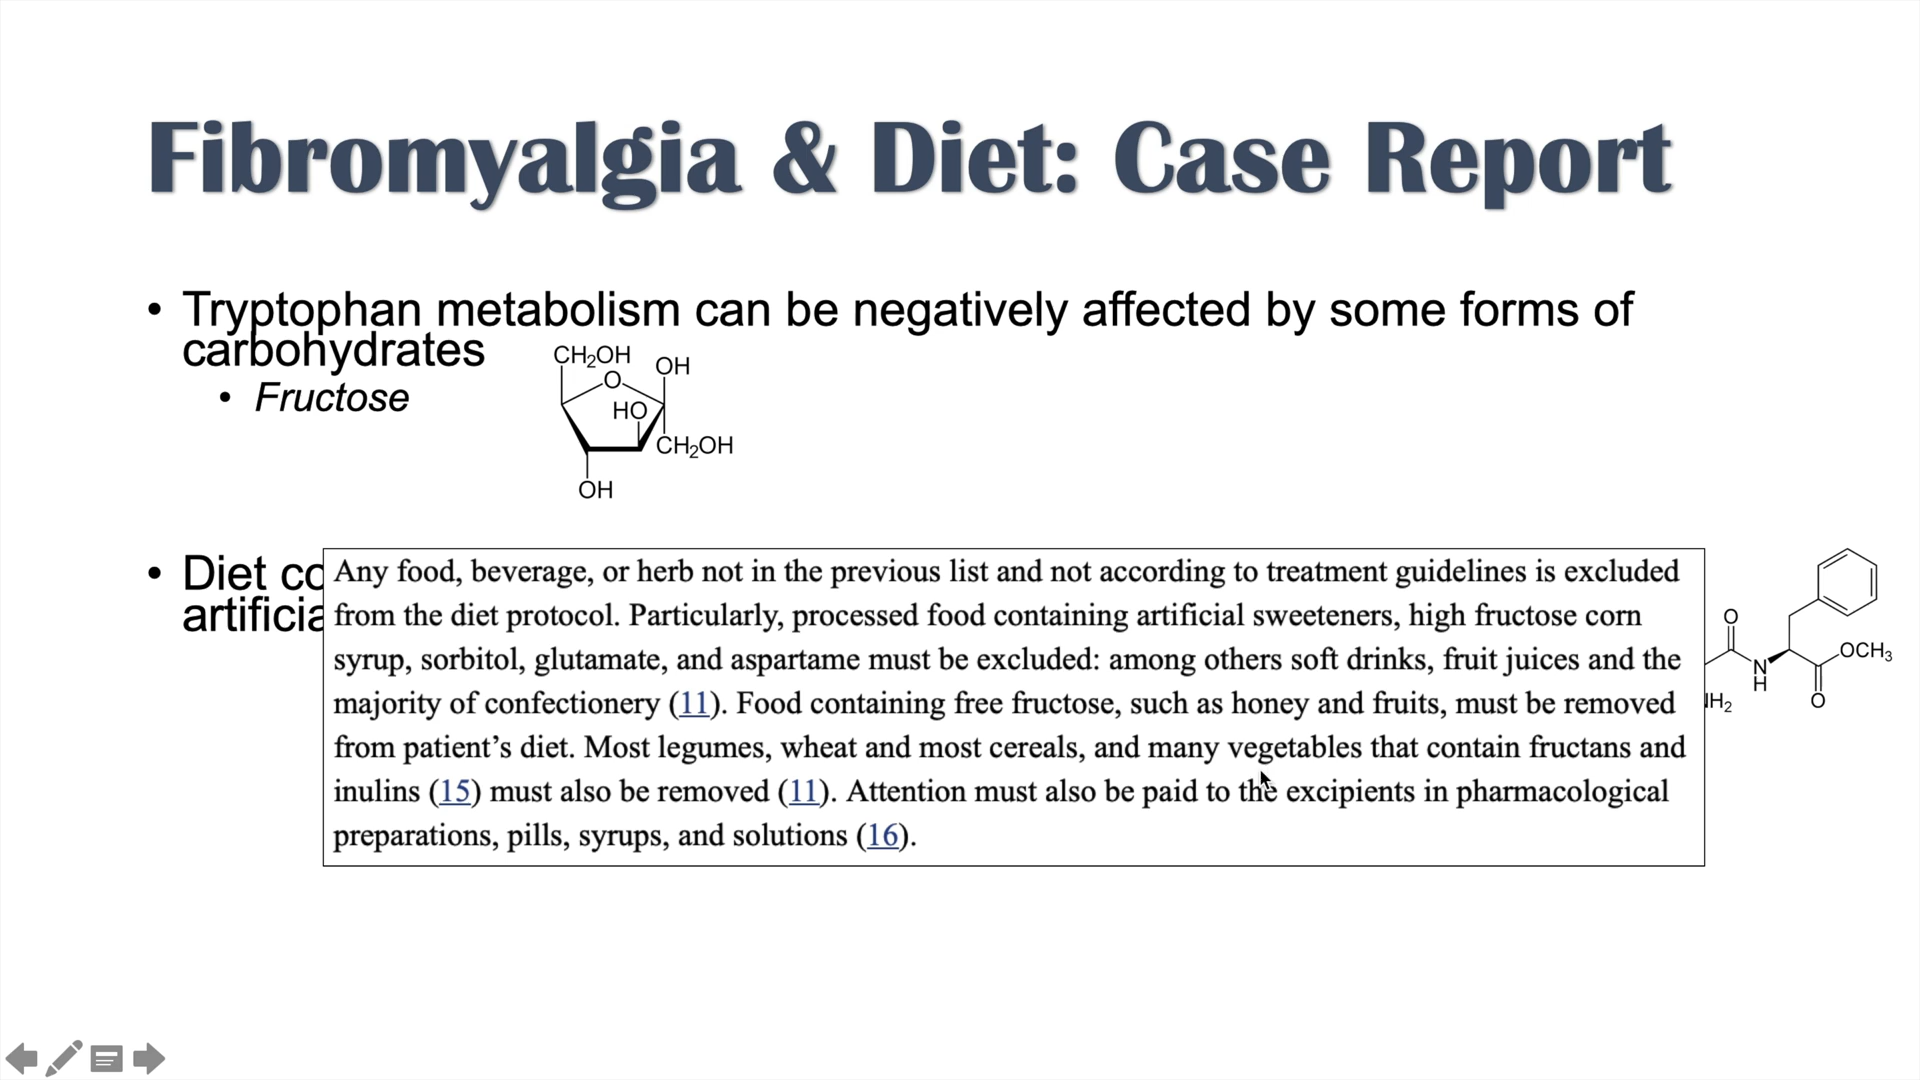 Fibromyalgia & Diet: Case Report
• Tryptophan metabolism can be negatively affected by some forms of
carbohydrates
• Fructose
CH₂OH
OH
O
HO
CH₂OH
OH
• Diet
Any food, beverage, or herb not in the previous list and not according to treatment guidelines is excluded
from the diet protocol. Particularly, processed food containing artificial sweeteners, high fructose corn
syrup, sorbitol, glutamate, and aspartame must be excluded: among others soft drinks, fruit juices and the
majority of confectionery (11). Food containing free fructose, such as honey and fruits, must be removed
from patient’s diet. Most legumes, wheat and most cereals, and many vegetables that contain fructans and
inulins (15) must also be removed (11). Attention must also be paid to the excipients in pharmacological
preparations, pills, syrups, and solutions (16).
O
OCH₃
N
H
O